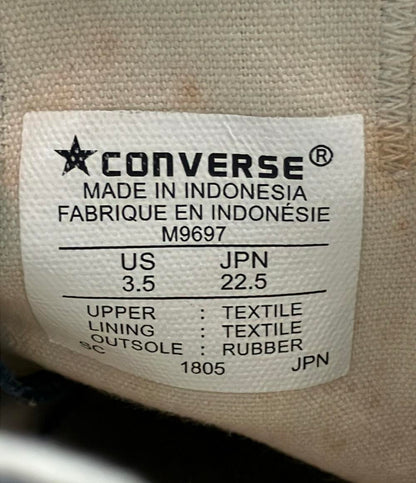 CONVERSE®
MADE IN INDONESIA
FABRIQUE EN INDONÉSIE
M9697
US JPN
3.5 22.5
UPPER : TEXTILE
LINING : TEXTILE
OUTSOLE : RUBBER
SC 1805 JPN